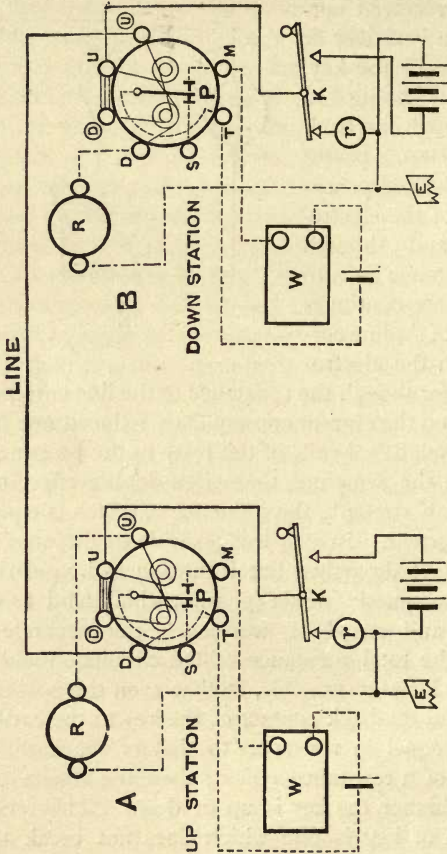 LINE
R
Ⓓ U
D Ⓤ
S H P M
T
A
UP STATION
W
K
r
E
R
Ⓓ U Ⓤ
D
S H P M
T
B
DOWN STATION
W
K
r
E